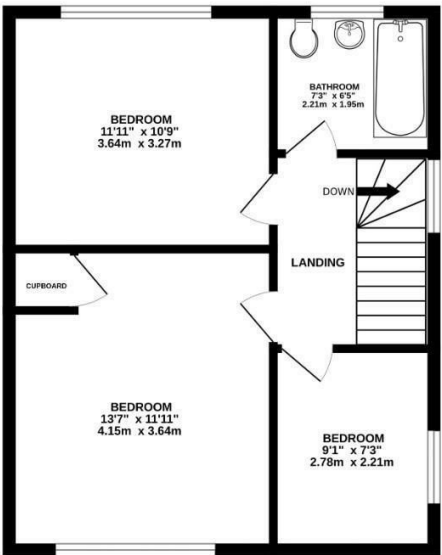 BEDROOM
11'11" x 10'9"
3.64m x 3.27m
BATHROOM
7'3" x 6'5"
2.21m x 1.95m
DOWN
LANDING
CUPBOARD
BEDROOM
13'7" x 11'11"
4.15m x 3.64m
BEDROOM
9'1" x 7'3"
2.78m x 2.21m